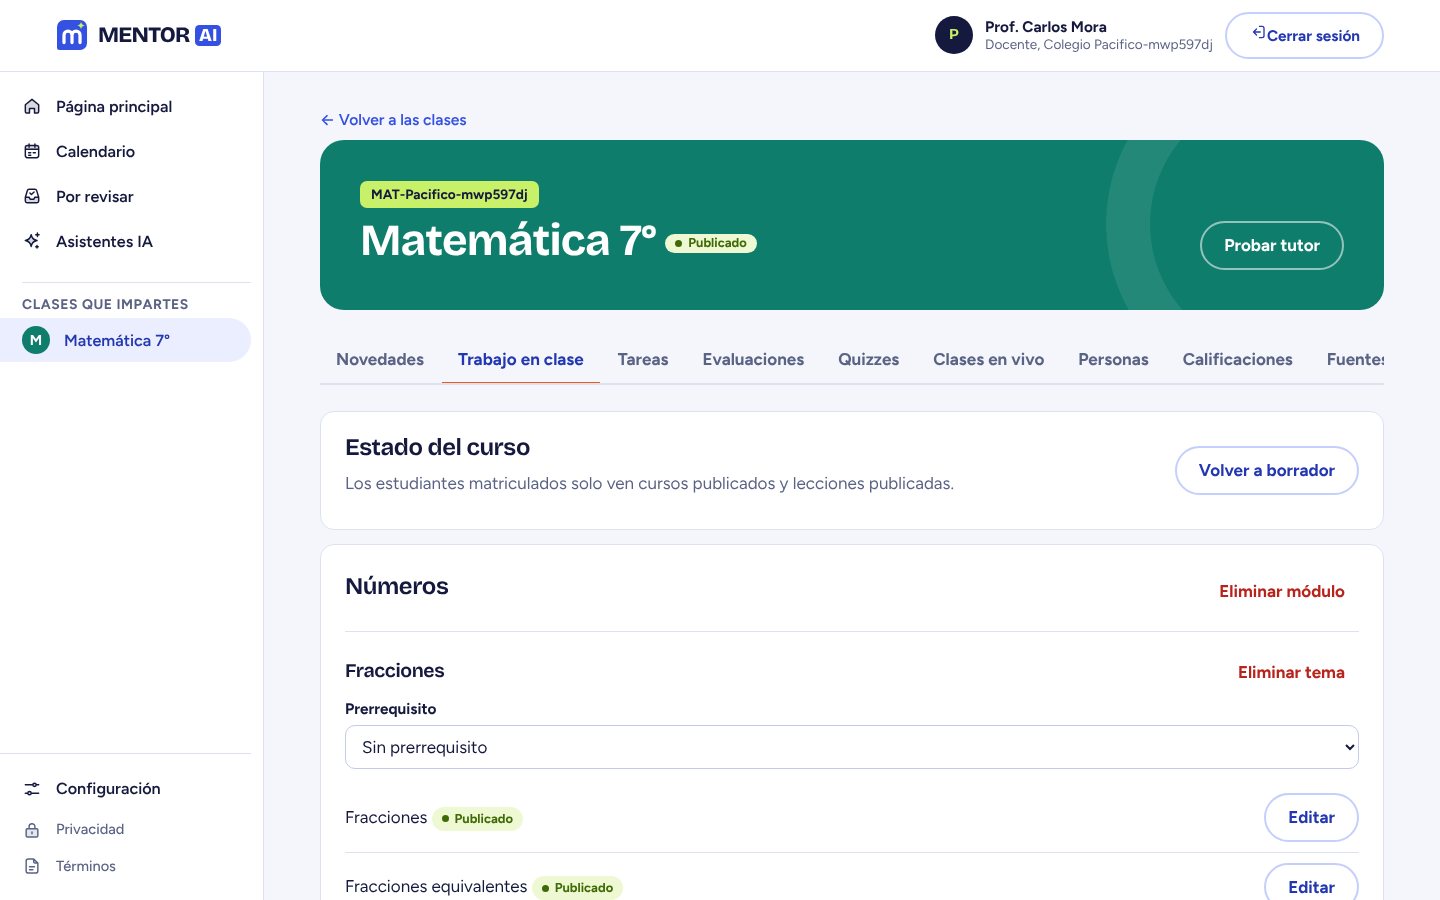 MENTOR AI
P
Prof. Carlos Mora
Docente, Colegio Pacifico-mwp597dj
Cerrar sesión
Página principal
Calendario
Por revisar
Asistentes IA
CLASES QUE IMPARTES
M Matemática 7°
Configuración
Privacidad
Términos
← Volver a las clases
MAT-Pacifico-mwp597dj
Matemática 7° Publicado
Probar tutor
Novedades Trabajo en clase Tareas Evaluaciones Quizzes Clases en vivo Personas Calificaciones Fuentes
Estado del curso
Los estudiantes matriculados solo ven cursos publicados y lecciones publicadas.
Volver a borrador
Números
Eliminar módulo
Fracciones
Eliminar tema
Prerrequisito
Sin prerrequisito
Fracciones Publicado
Editar
Fracciones equivalentes Publicado
Editar